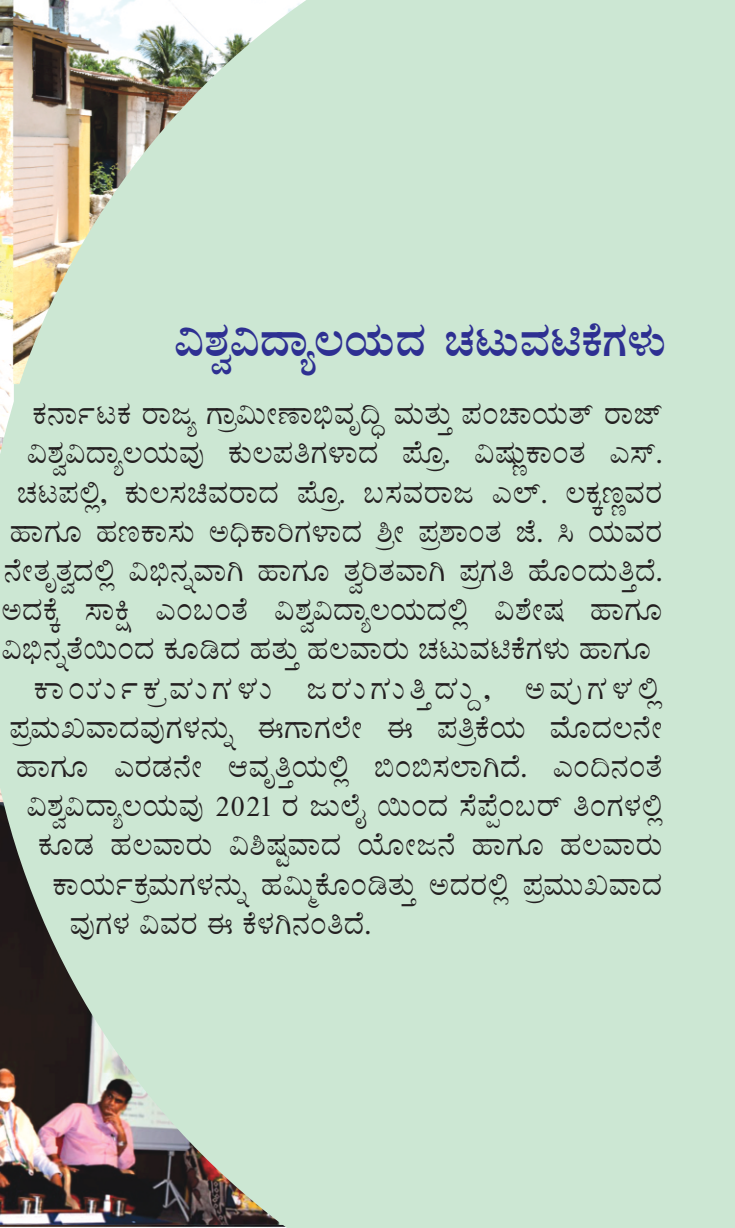 ವಿಶ್ವವಿದ್ಯಾಲಯದ ಚಟುವಟಿಕೆಗಳು
ಕರ್ನಾಟಕ ರಾಜ್ಯ ಗ್ರಾಮೀಣಾಭಿವೃದ್ಧಿ ಮತ್ತು ಪಂಚಾಯತ್ ರಾಜ್
ವಿಶ್ವವಿದ್ಯಾಲಯವು ಕುಲಪತಿಗಳಾದ ಪ್ರೊ. ವಿಷ್ಣುಕಾಂತ ಎಸ್.
ಚಟಪಲ್ಲಿ, ಕುಲಸಚಿವರಾದ ಪ್ರೊ. ಬಸವರಾಜ ಎಲ್. ಲಕ್ಕಣ್ಣವರ
ಹಾಗೂ ಹಣಕಾಸು ಅಧಿಕಾರಿಗಳಾದ ಶ್ರೀ ಪ್ರಶಾಂತ ಜೆ. ಸಿ ಯವರ
ನೇತೃತ್ವದಲ್ಲಿ ವಿಭಿನ್ನವಾಗಿ ಹಾಗೂ ತ್ವರಿತವಾಗಿ ಪ್ರಗತಿ ಹೊಂದುತ್ತಿದೆ.
ಅದಕ್ಕೆ ಸಾಕ್ಷಿ ಎಂಬಂತೆ ವಿಶ್ವವಿದ್ಯಾಲಯದಲ್ಲಿ ವಿಶೇಷ ಹಾಗೂ
ವಿಭಿನ್ನತೆಯಿಂದ ಕೂಡಿದ ಹತ್ತು ಹಲವಾರು ಚಟುವಟಿಕೆಗಳು ಹಾಗೂ
ಕಾರ್ಯಕ್ರಮಗಳು ಜರುಗುತ್ತಿದ್ದು, ಅವುಗಳಲ್ಲಿ
ಪ್ರಮಖವಾದವುಗಳನ್ನು ಈಗಾಗಲೇ ಈ ಪತ್ರಿಕೆಯ ಮೊದಲನೇ
ಹಾಗೂ ಎರಡನೇ ಆವೃತ್ತಿಯಲ್ಲಿ ಬಿಂಬಿಸಲಾಗಿದೆ. ಎಂದಿನಂತೆ
ವಿಶ್ವವಿದ್ಯಾಲಯವು 2021 ರ ಜುಲೈ ಯಿಂದ ಸೆಪ್ಟೆಂಬರ್ ತಿಂಗಳಲ್ಲಿ
ಕೂಡ ಹಲವಾರು ವಿಶಿಷ್ಟವಾದ ಯೋಜನೆ ಹಾಗೂ ಹಲವಾರು
ಕಾರ್ಯಕ್ರಮಗಳನ್ನು ಹಮ್ಮಿಕೊಂಡಿತ್ತು ಅದರಲ್ಲಿ ಪ್ರಮುಖವಾದ
ವುಗಳ ವಿವರ ಈ ಕೆಳಗಿನಂತಿದೆ.